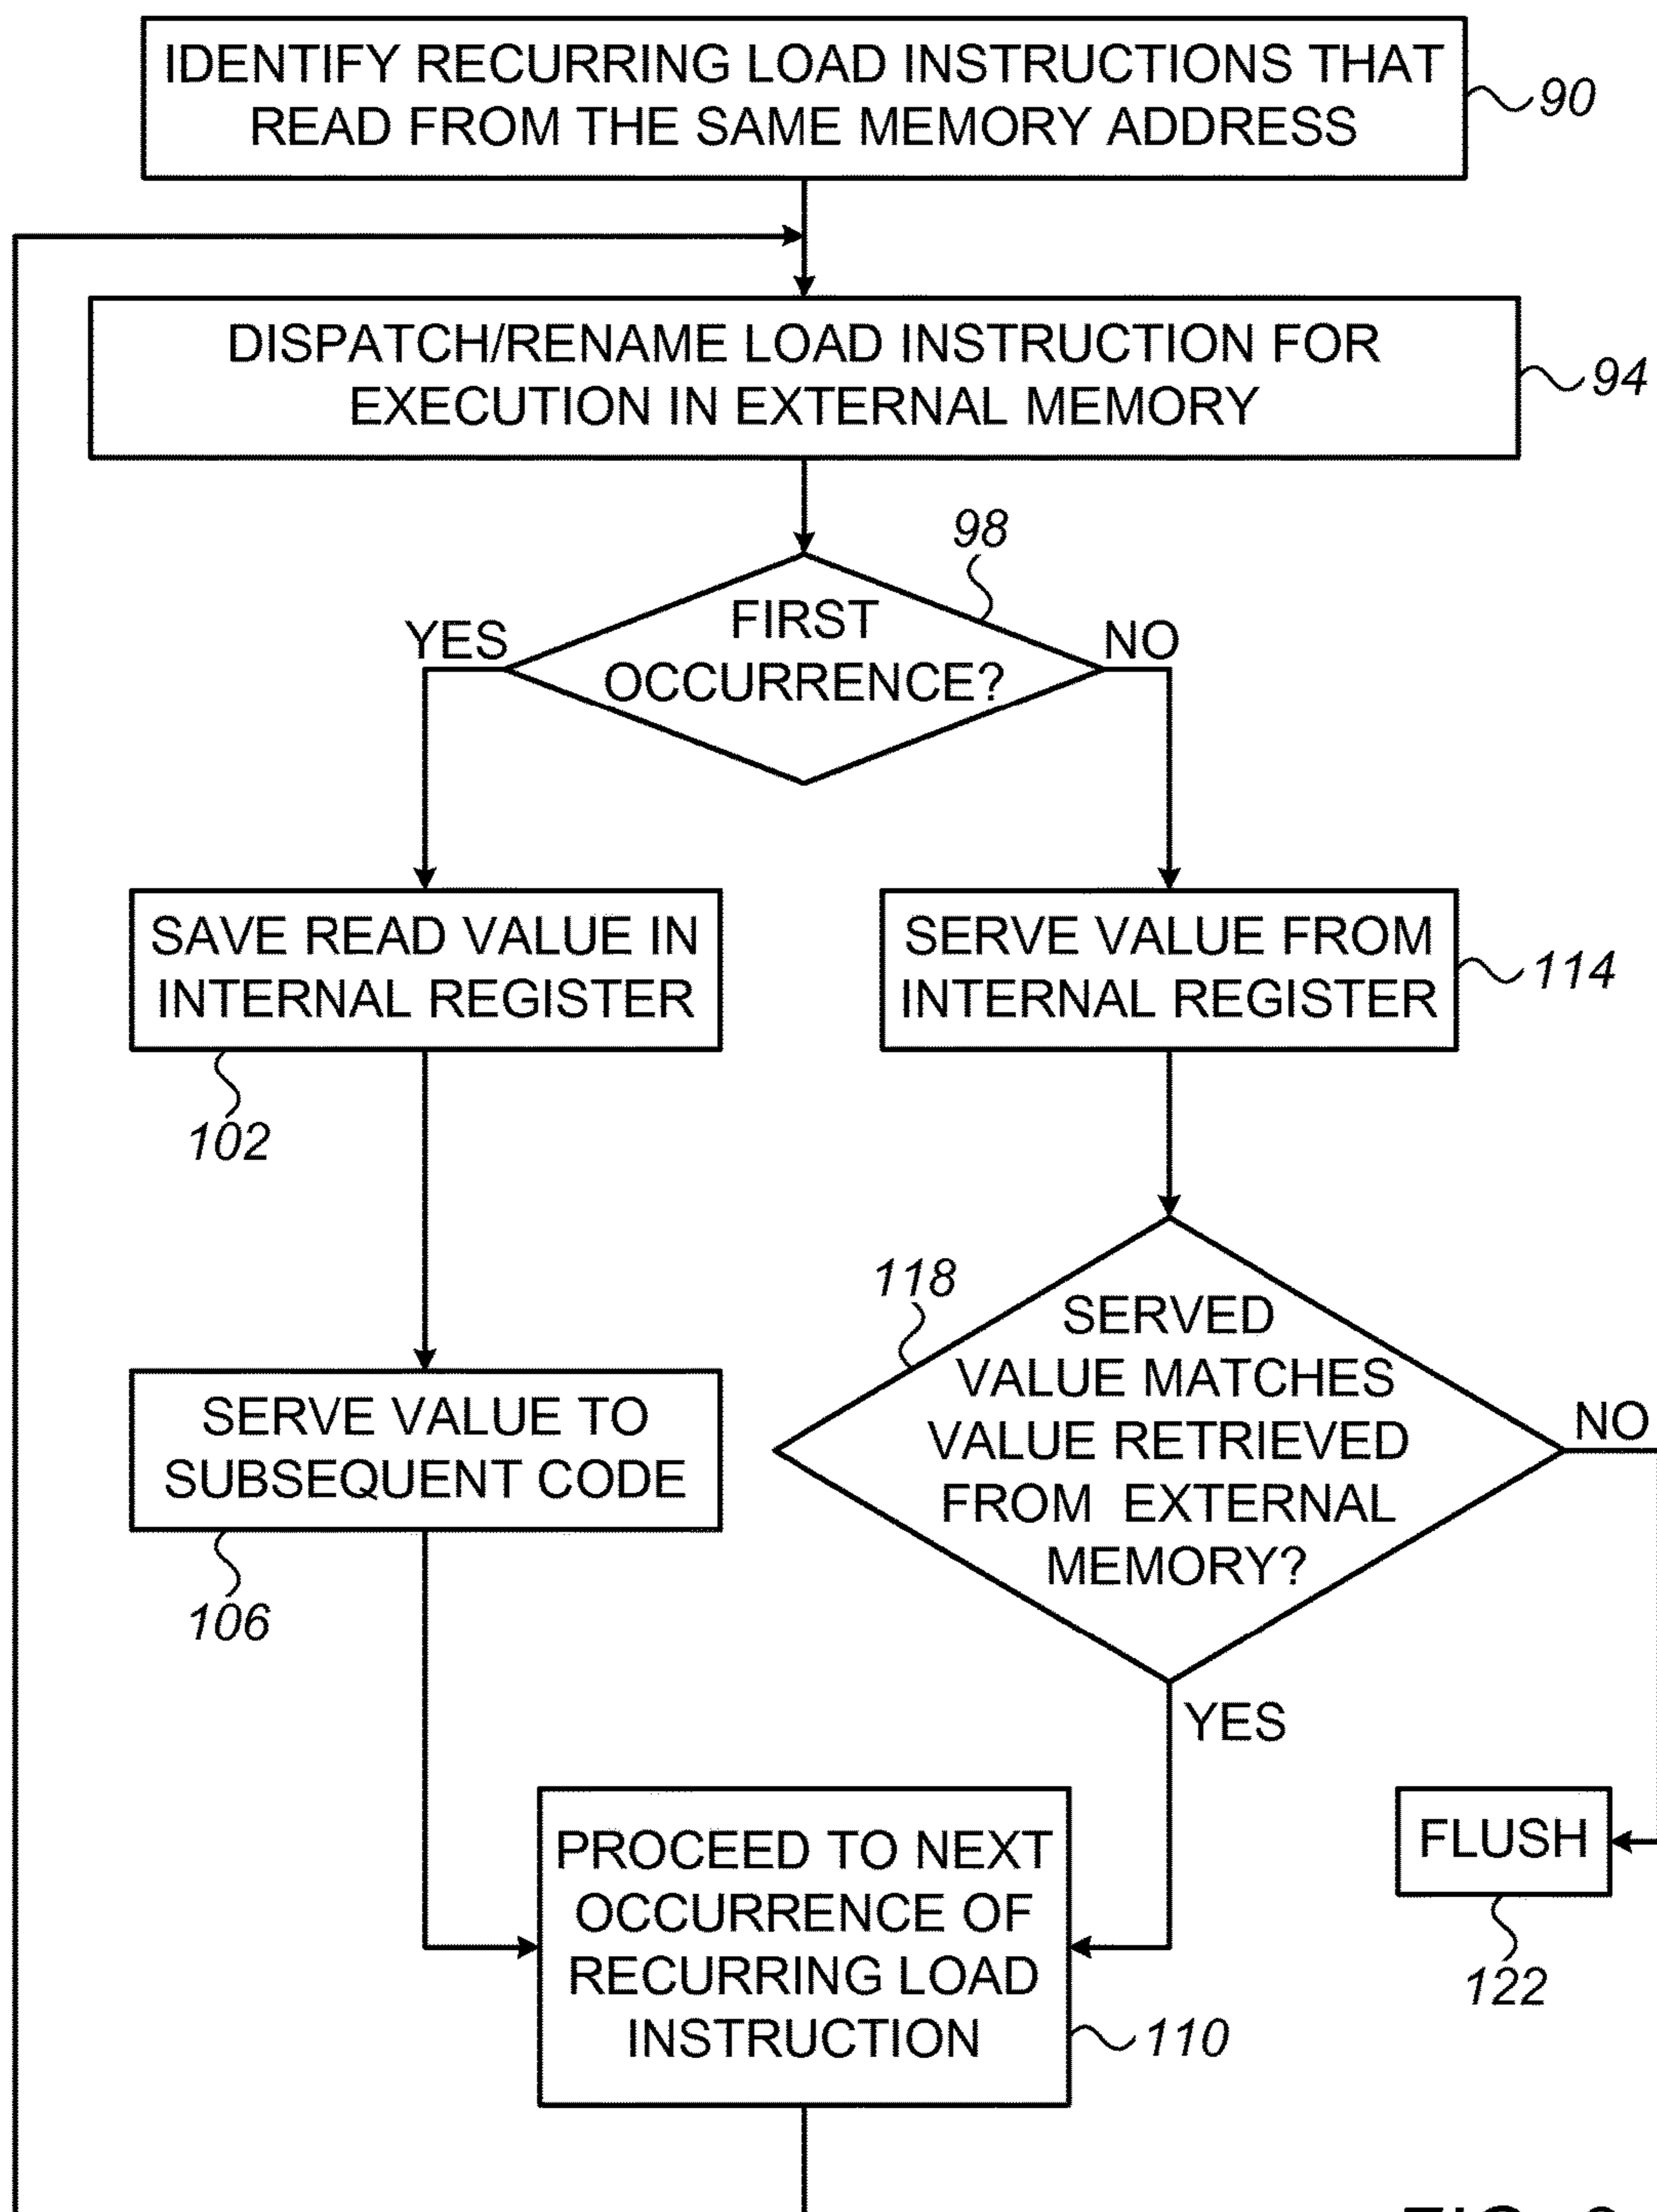 IDENTIFY RECURRING LOAD INSTRUCTIONS THAT
READ FROM THE SAME MEMORY ADDRESS
90
DISPATCH/RENAME LOAD INSTRUCTION FOR
EXECUTION IN EXTERNAL MEMORY
94
98
FIRST
OCCURRENCE?
YES
NO
SAVE READ VALUE IN
INTERNAL REGISTER
102
SERVE VALUE FROM
INTERNAL REGISTER
114
SERVE VALUE TO
SUBSEQUENT CODE
106
118
SERVED
VALUE MATCHES
VALUE RETRIEVED
FROM EXTERNAL
MEMORY?
NO
YES
PROCEED TO NEXT
OCCURRENCE OF
RECURRING LOAD
INSTRUCTION
110
FLUSH
122